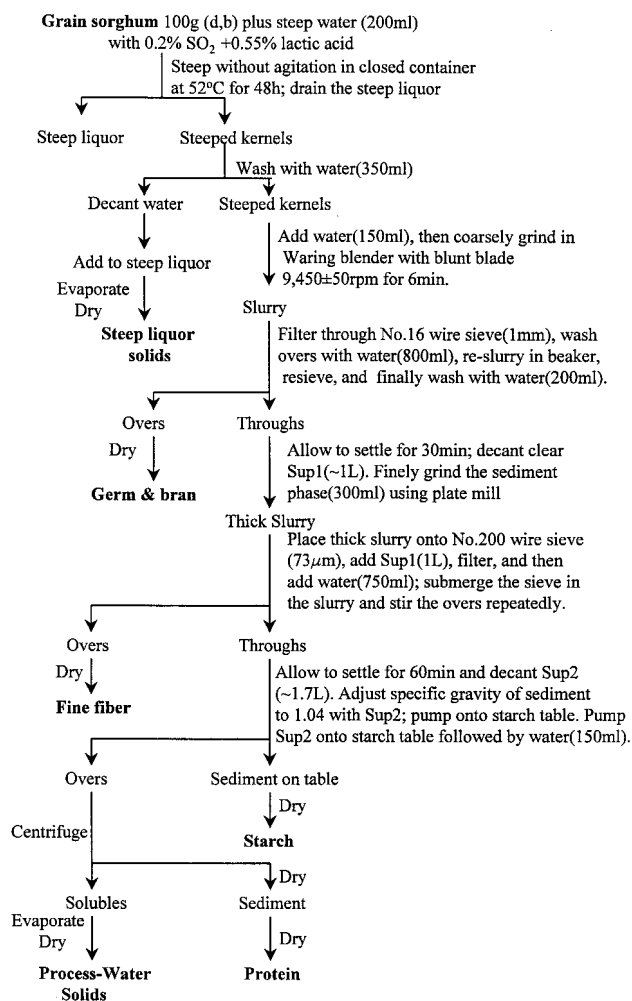 Grain sorghum 100g (d,b) plus steep water (200ml)
with 0.2% SO₂ +0.55% lactic acid
Steep without agitation in closed container
at 52°C for 48h; drain the steep liquor
Steep liquor
Steeped kernels
Wash with water(350ml)
Decant water
Steeped kernels
Add water(150ml), then coarsely grind in
Waring blender with blunt blade
9,450±50rpm for 6min.
Add to steep liquor
Evaporate
Dry
Slurry
Steep liquor
solids
Filter through No.16 wire sieve(1mm), wash
overs with water(800ml), re-slurry in beaker,
resieve, and finally wash with water(200ml).
Overs
Throughs
Dry
Allow to settle for 30min; decant clear
Sup1(~1L). Finely grind the sediment
phase(300ml) using plate mill
Germ & bran
Thick Slurry
Place thick slurry onto No.200 wire sieve
(73μm), add Sup1(1L), filter, and then
add water(750ml); submerge the sieve in
the slurry and stir the overs repeatedly.
Overs
Throughs
Dry
Allow to settle for 60min and decant Sup2
(~1.7L). Adjust specific gravity of sediment
to 1.04 with Sup2; pump onto starch table. Pump
Sup2 onto starch table followed by water(150ml).
Fine fiber
Overs
Sediment on table
Dry
Centrifuge
Starch
Dry
Solubles
Sediment
Evaporate
Dry
Dry
Process-Water
Solids
Protein